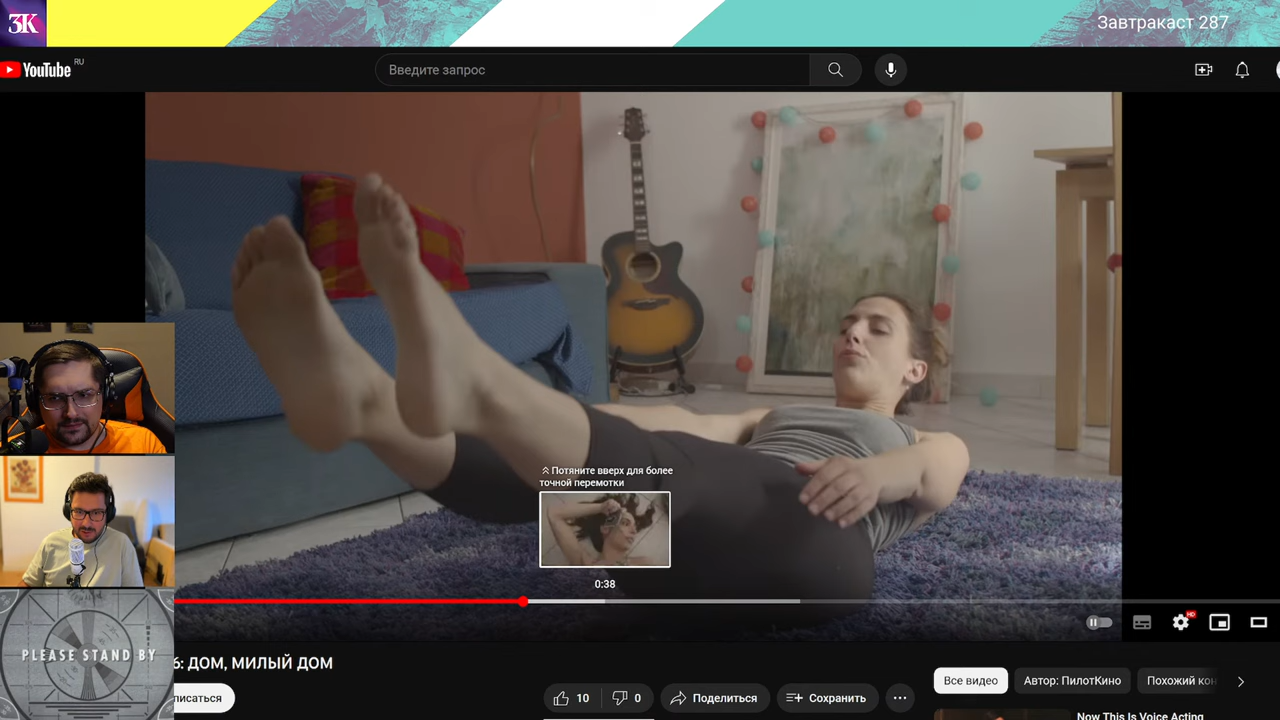 ЗК
Завтракаст 287
YouTube RU
Введите запрос
Потяните вверх для более
точной перемотки
0:38
HD
PLEASE STAND BY
6: ДОМ, МИЛЫЙ ДОМ
писаться
10
0
Поделиться
Сохранить
Все видео
Автор: ПилотКино
Похожий кон
Now This Is Voice Acting